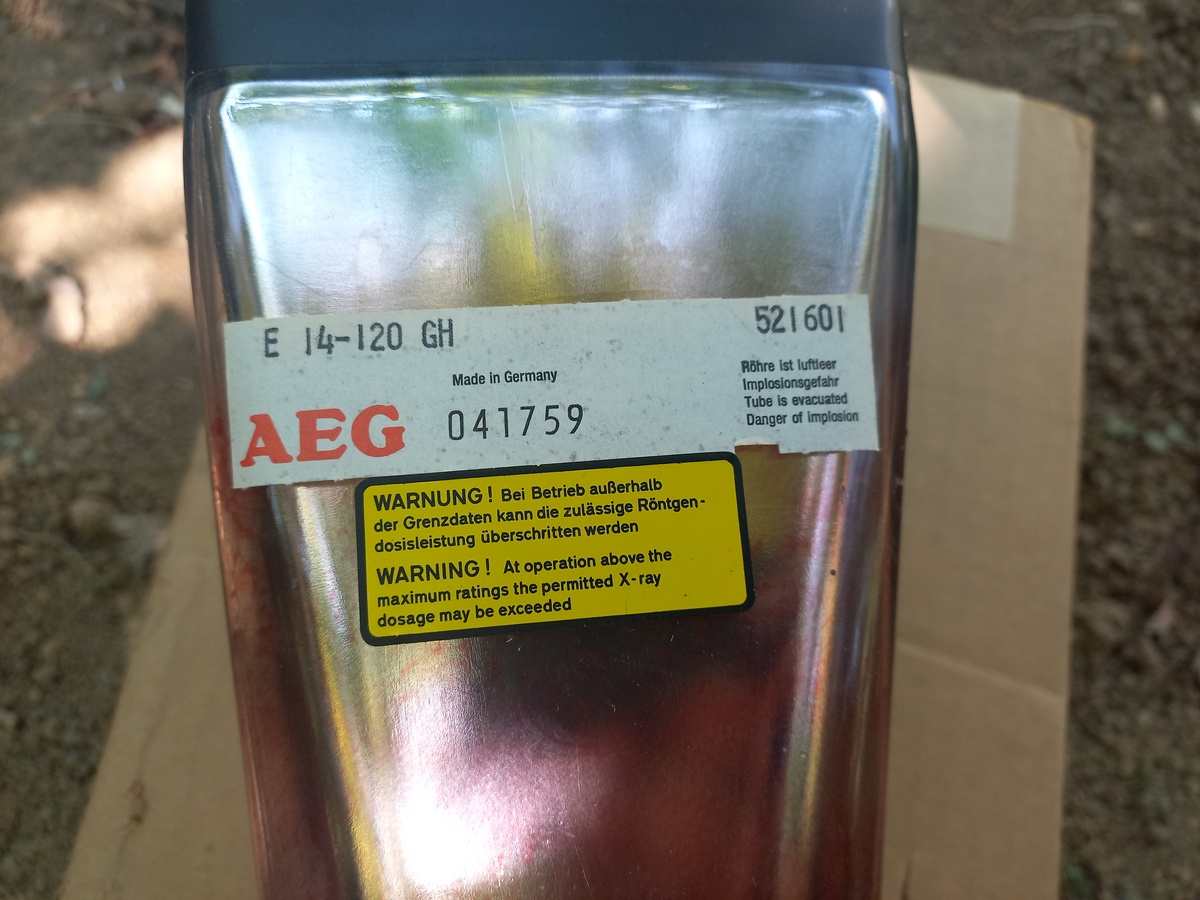 E 14-120 GH
521601
Made in Germany
Röhre ist luftleer
Implosionsgefahr
Tube is evacuated
Danger of implosion
AEG
041759
WARNUNG! Bei Betrieb außerhalb
der Grenzdaten kann die zulässige Röntgen-
dosisleistung überschritten werden
WARNING! At operation above the
maximum ratings the permitted X-ray
dosage may be exceeded